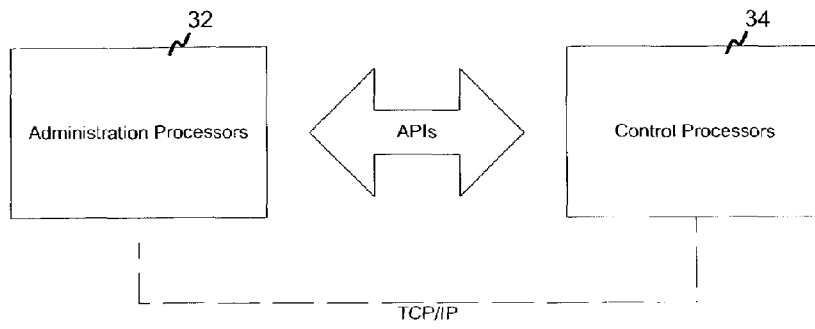 32
34
Administration Processors
APIs
Control Processors
TCP/IP